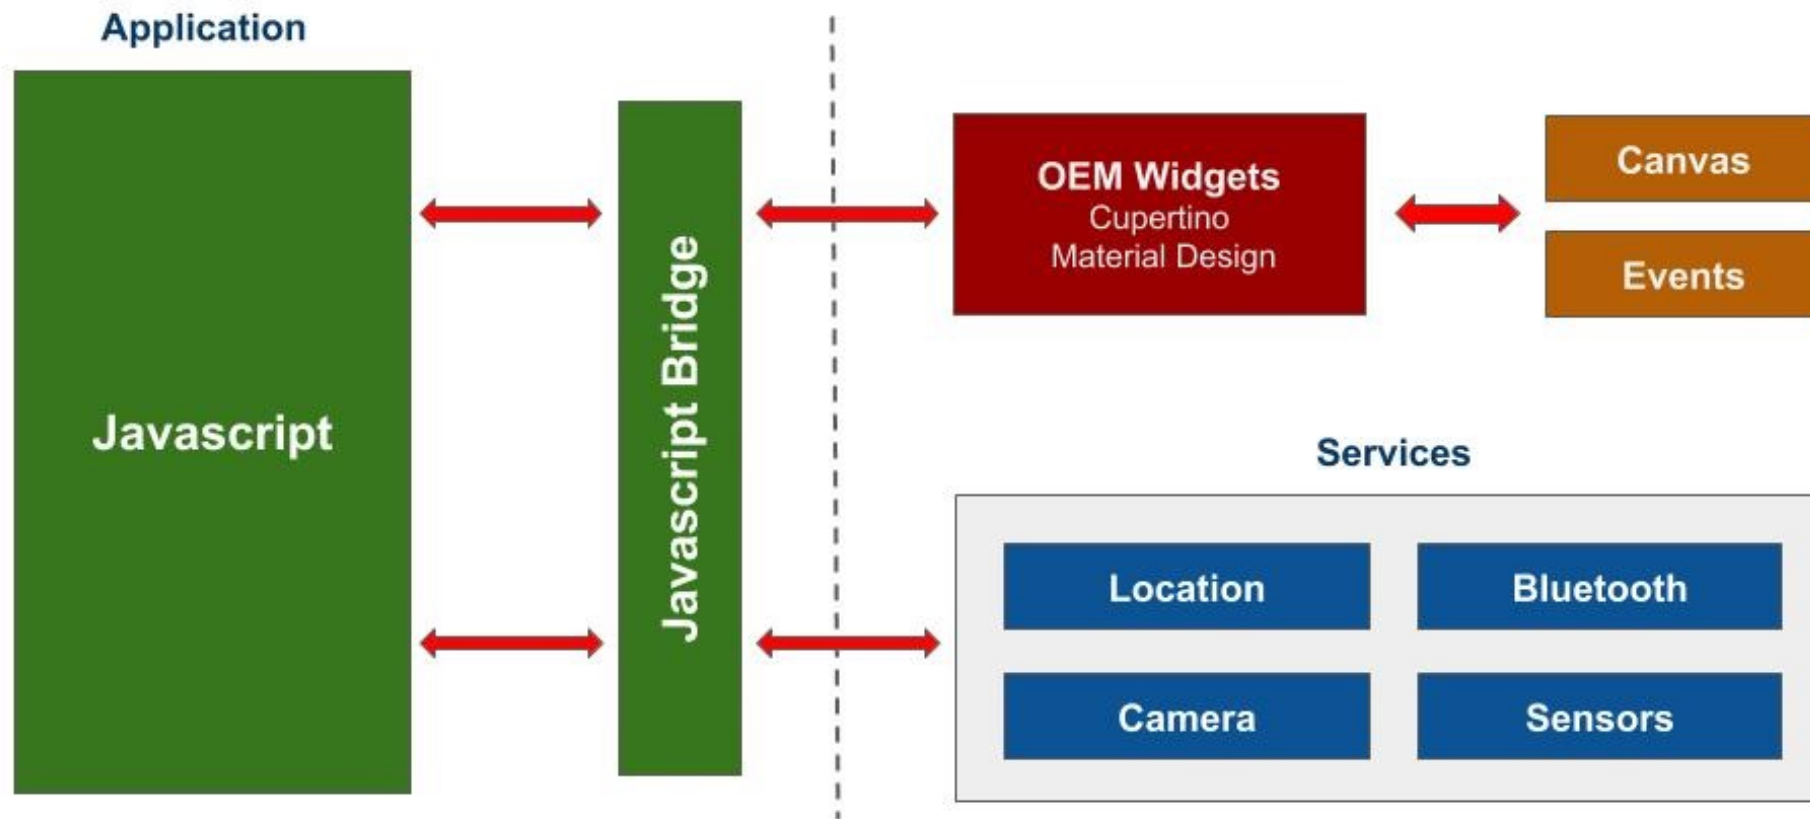 Application
Javascript
Javascript Bridge
OEM Widgets
Cupertino
Material Design
Canvas
Events
Services
Location
Bluetooth
Camera
Sensors